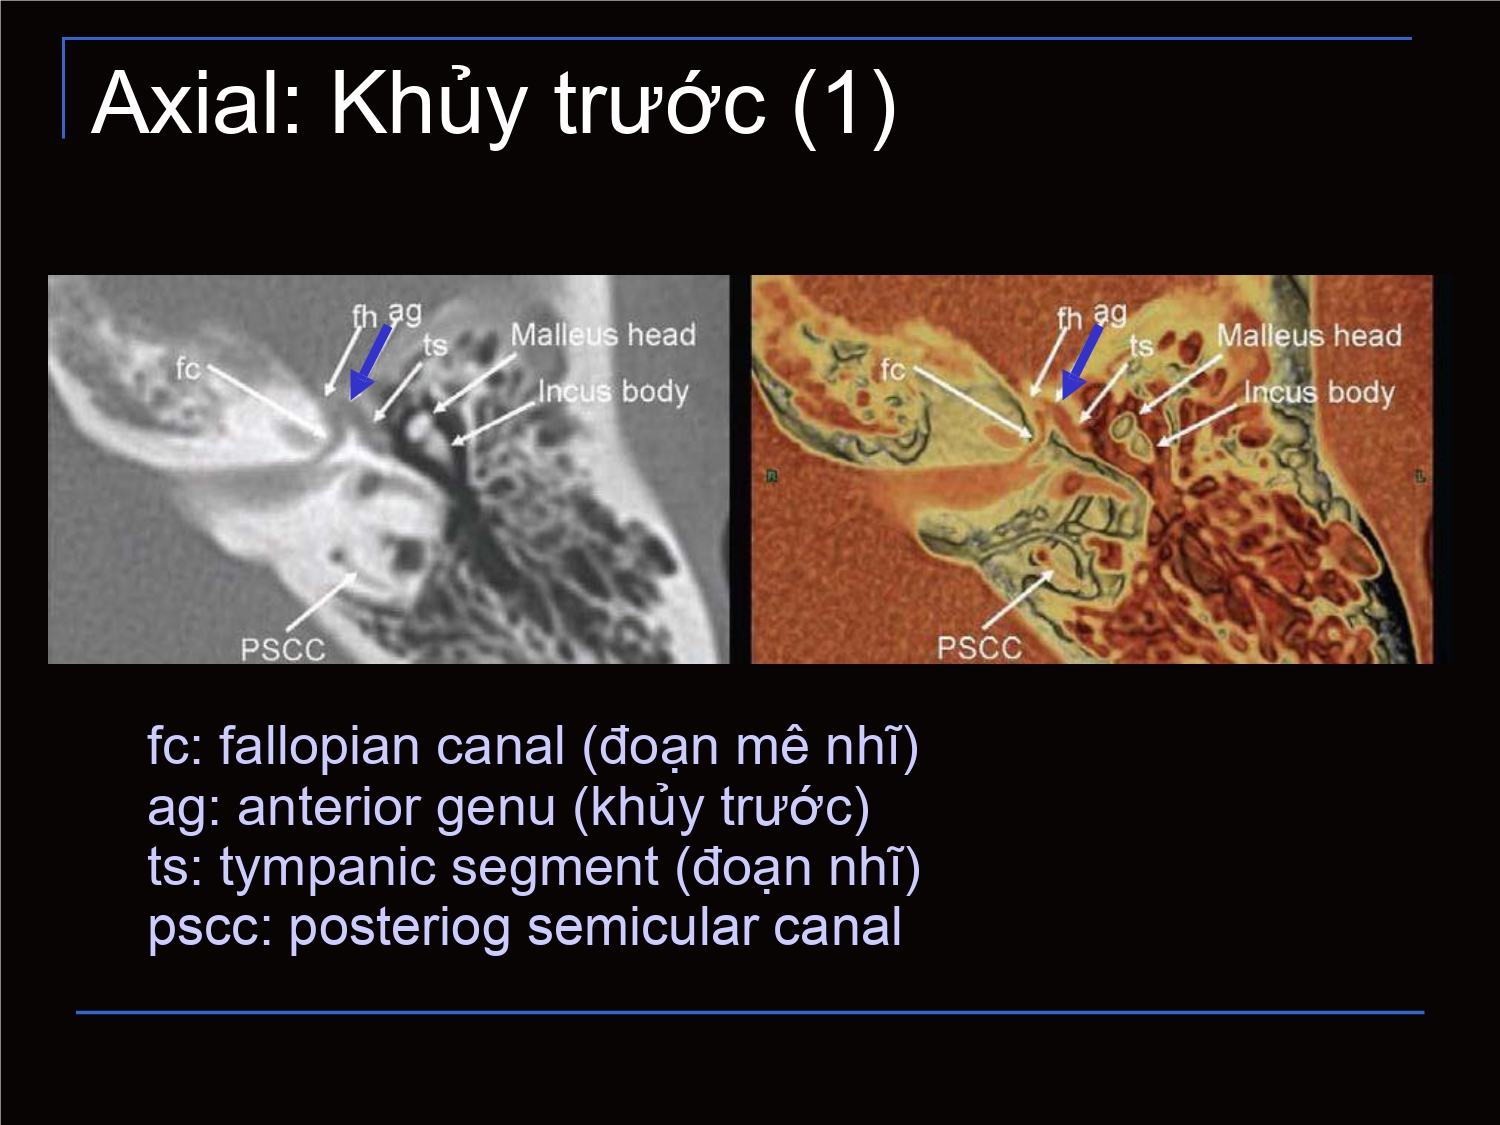 Axial: Khủy trước (1)
fh ag
ts
fc
Malleus head
Incus body
PSCC
fh ag
ts
fc
Malleus head
Incus body
R
L
PSCC
fc: fallopian canal (đoạn mê nhĩ)
ag: anterior genu (khủy trước)
ts: tympanic segment (đoạn nhĩ)
pscc: posteriog semicular canal